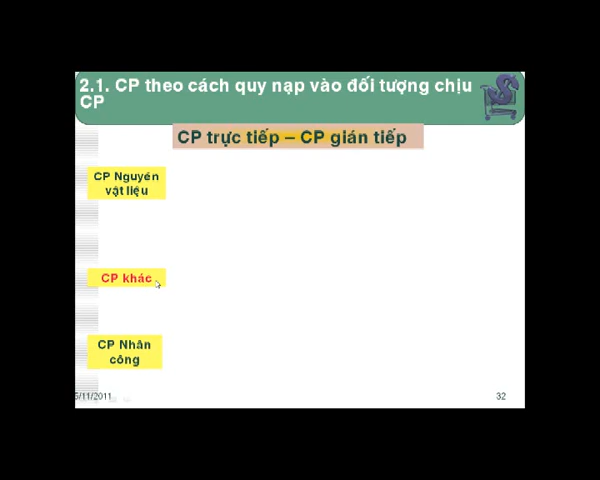 2.1. CP theo cách quy nạp vào đối tượng chịu
CP
CP trực tiếp – CP gián tiếp
CP Nguyên
vật liệu
CP khác
CP Nhân
công
5/11/2011
32